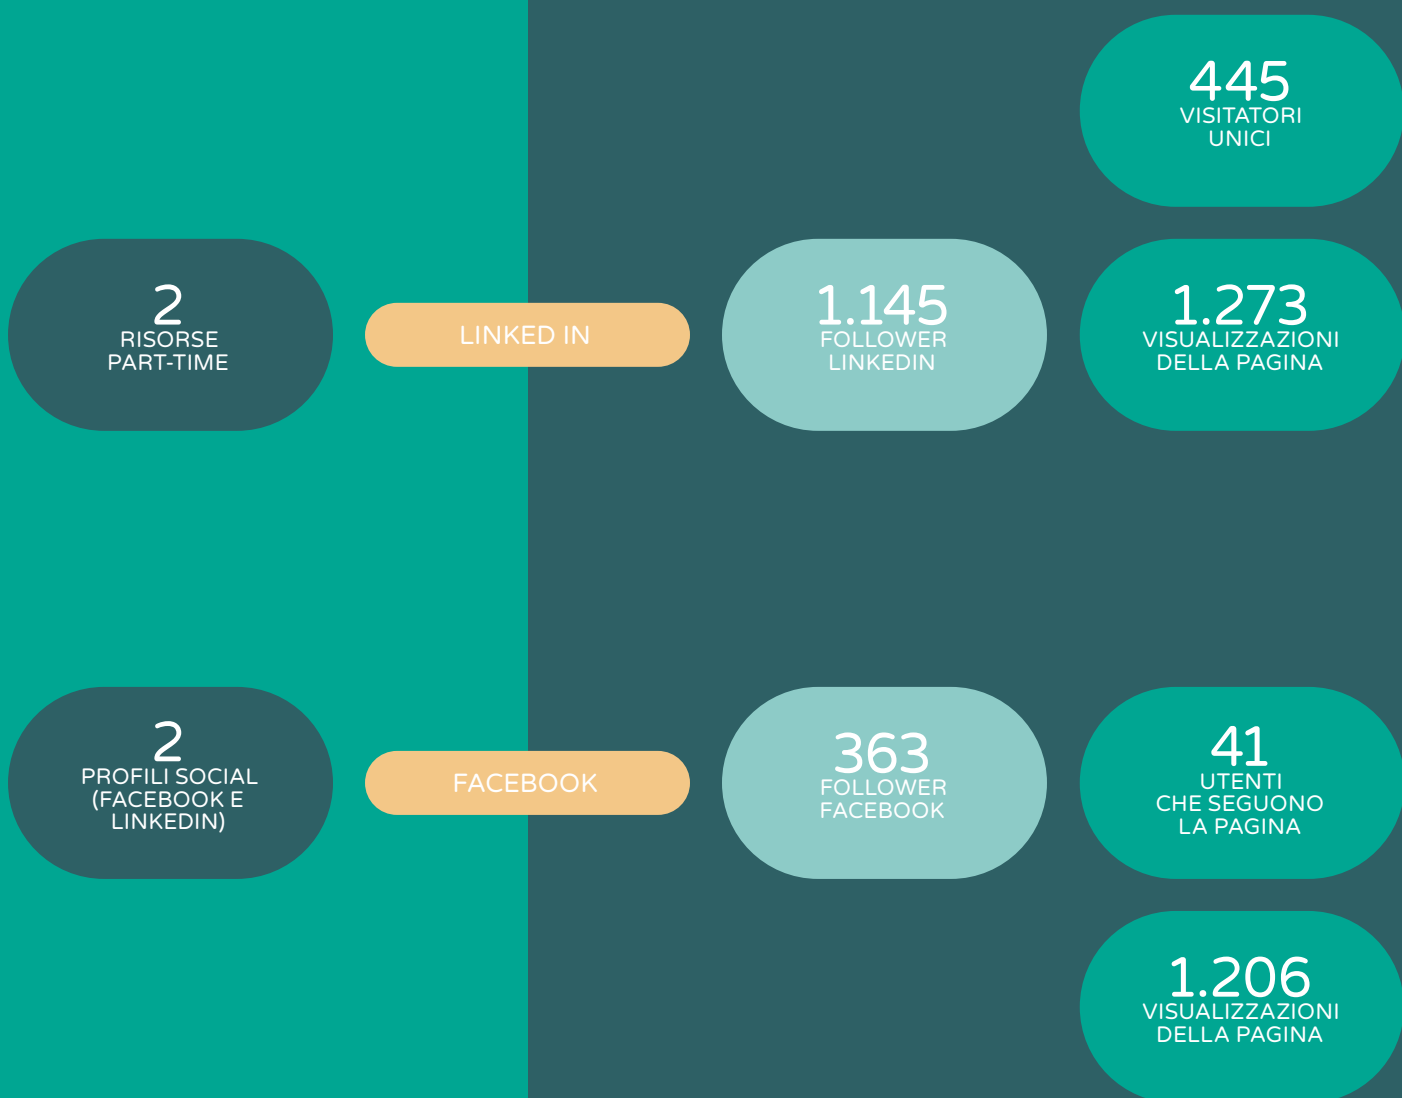 445
VISITATORI
UNICI
2
RISORSE
PART-TIME
LINKED IN
1.145
FOLLOWER
LINKEDIN
1.273
VISUALIZZAZIONI
DELLA PAGINA
2
PROFILI SOCIAL
(FACEBOOK E
LINKEDIN)
FACEBOOK
363
FOLLOWER
FACEBOOK
41
UTENTI
CHE SEGUONO
LA PAGINA
1.206
VISUALIZZAZIONI
DELLA PAGINA